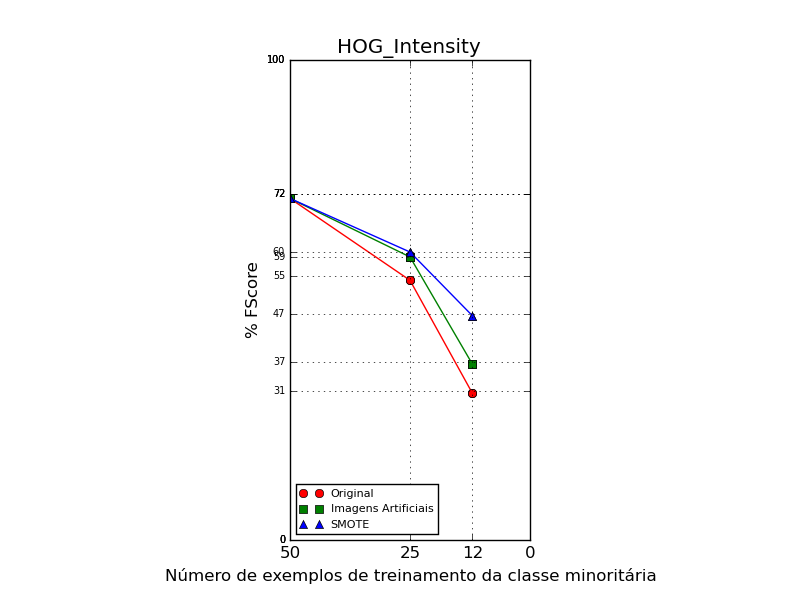 HOG_Intensity
100
72
60
59
55
47
37
31
0
% FScore
Original
Imagens Artificiais
SMOTE
50 25 12 0
Número de exemplos de treinamento da classe minoritária